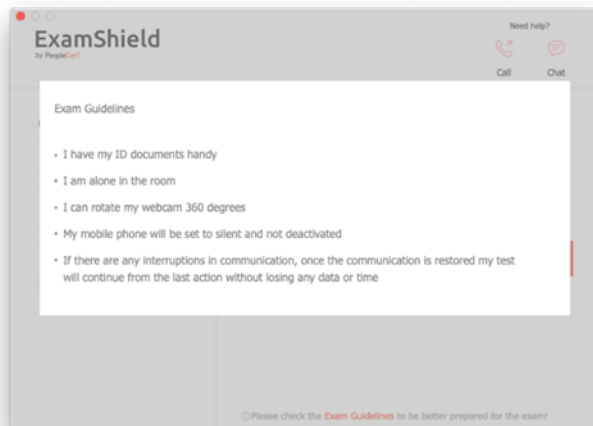 ExamShield
by PeopleCert
Need help?
Call
Chat
Exam Guidelines
• I have my ID documents handy
• I am alone in the room
• I can rotate my webcam 360 degrees
• My mobile phone will be set to silent and not deactivated
• If there are any interruptions in communication, once the communication is restored my test
will continue from the last action without losing any data or time
ⓘPlease check the Exam Guidelines to be better prepared for the exam!